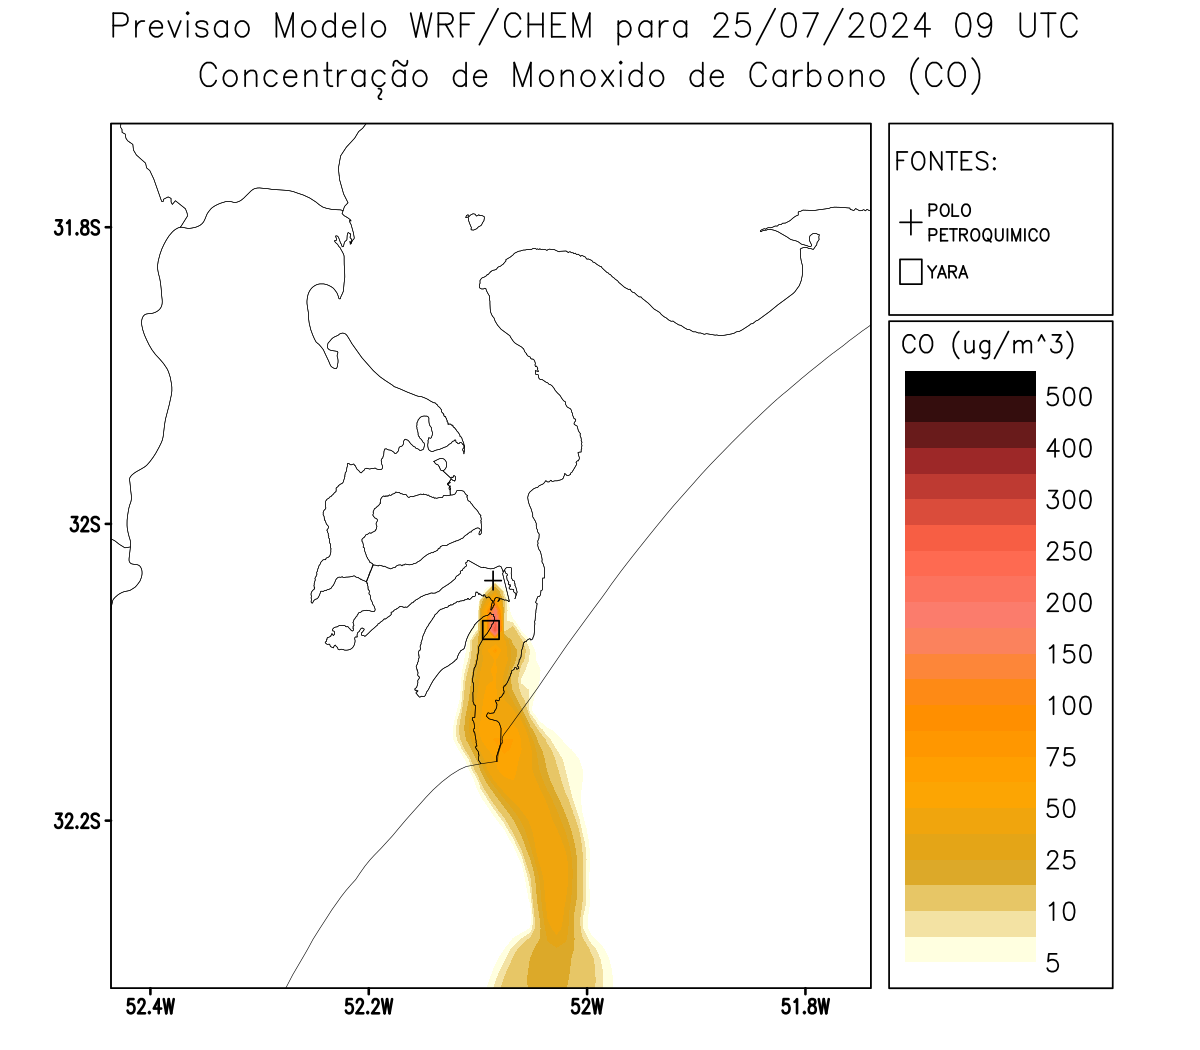 Previsao Modelo WRF/CHEM para 25/07/2024 09 UTC
Concentração de Monoxido de Carbono (CO)
FONTES:
POLO
PETROQUIMICO
YARA
CO (ug/m^3)
500
400
300
250
200
150
100
75
50
25
10
5
31.8S
32S
32.2S
52.4W
52.2W
52W
51.8W